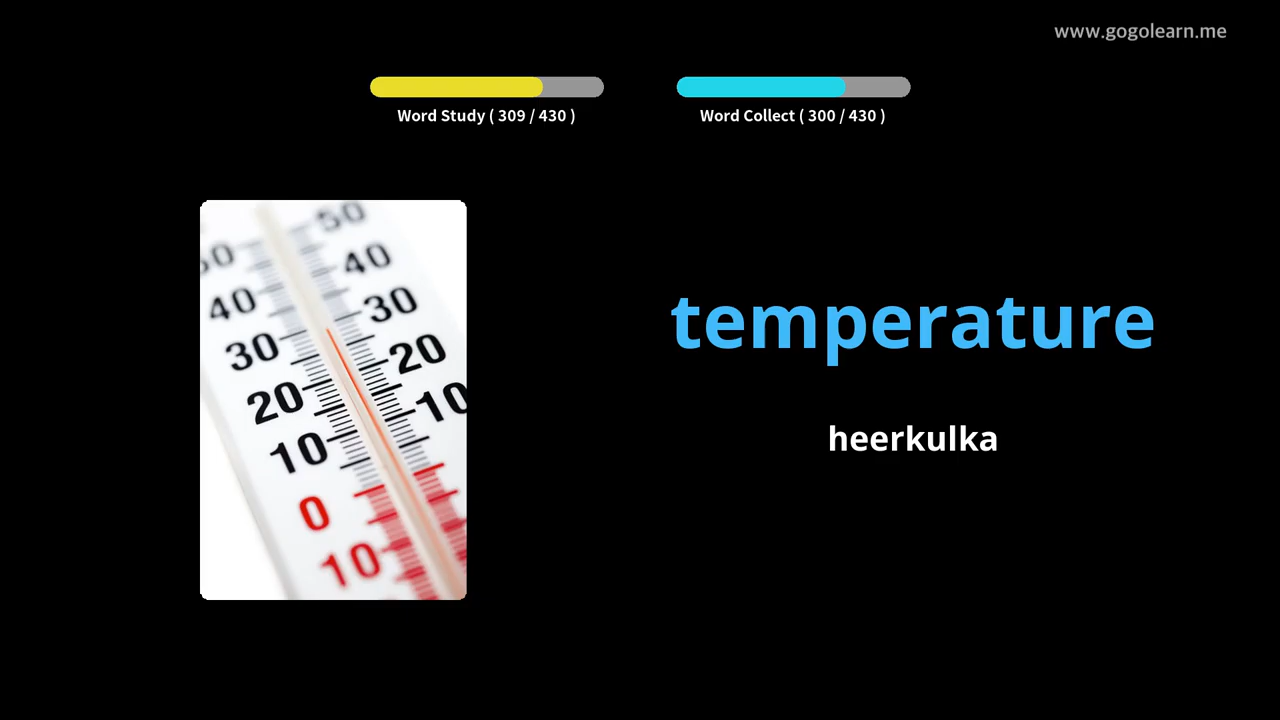 www.gogolearn.me
Word Study ( 309 / 430 )
Word Collect ( 300 / 430 )
50
40
40
30
30
20
20
10
10
0
10
temperature
heerkulka